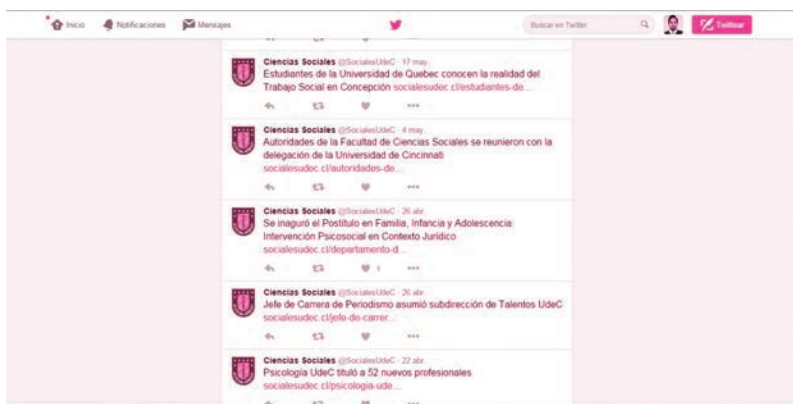 Inicio Notificaciones Mensajes Buscar en Twitter Twittear
Ciencias Sociales @SocialesUdeC · 17 may.
Estudiantes de la Universidad de Quebec conocen la realidad del
Trabajo Social en Concepción socialesudec.cl/estudiantes-de...
Ciencias Sociales @SocialesUdeC · 4 may.
Autoridades de la Facultad de Ciencias Sociales se reunieron con la
delegación de la Universidad de Cincinnati
socialesudec.cl/autoridades-de...
Ciencias Sociales @SocialesUdeC · 26 abr.
Se inaguró el Postítulo en Familia, Infancia y Adolescencia:
Intervención Psicosocial en Contexto Jurídico
socialesudec.cl/departamento-d...
1
Ciencias Sociales @SocialesUdeC · 26 abr.
Jefe de Carrera de Periodismo asumió subdirección de Talentos UdeC
socialesudec.cl/jefe-de-carrer...
Ciencias Sociales @SocialesUdeC · 22 abr.
Psicología UdeC tituló a 52 nuevos profesionales
socialesudec.cl/psicologia-ude...